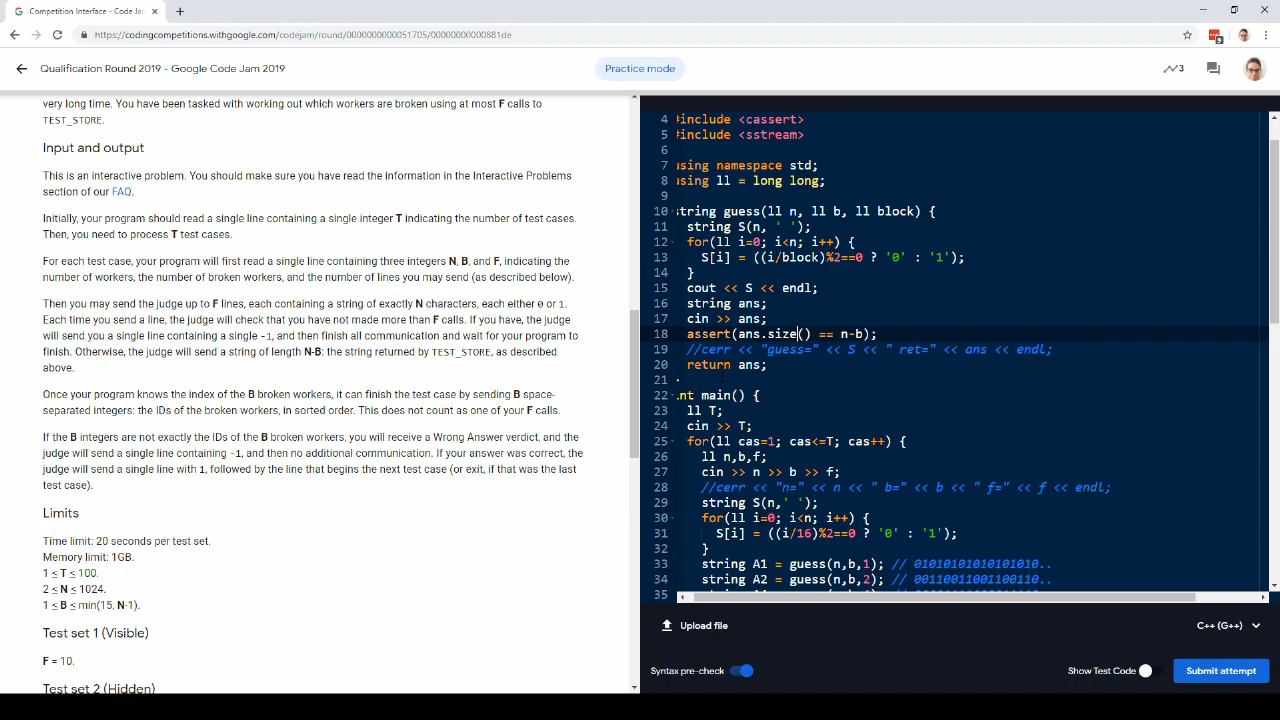 Competition Interface - Code Ja
https://codingcompetitions.withgoogle.com/codejam/round/0000000000051705/00000000000881de
Qualification Round 2019 - Google Code Jam 2019
Practice mode
3
very long time. You have been tasked with working out which workers are broken using at most F calls to
TEST_STORE.
Input and output
This is an interactive problem. You should make sure you have read the information in the Interactive Problems
section of our FAQ.
Initially, your program should read a single line containing a single integer T indicating the number of test cases.
Then, you need to process T test cases.
For each test case, your program will first read a single line containing three integers N, B, and F, indicating the
number of workers, the number of broken workers, and the number of lines you may send (as described below).
Then you may send the judge up to F lines, each containing a string of exactly N characters, each either 0 or 1.
Each time you send a line, the judge will check that you have not made more than F calls. If you have, the judge
will send you a single line containing a single -1, and then finish all communication and wait for your program to
finish. Otherwise, the judge will send a string of length N-B: the string returned by TEST_STORE, as described
above.
Once your program knows the index of the B broken workers, it can finish the test case by sending B space-
separated integers: the IDs of the broken workers, in sorted order. This does not count as one of your F calls.
If the B integers are not exactly the IDs of the B broken workers, you will receive a Wrong Answer verdict, and the
judge will send a single line containing -1, and then no additional communication. If your answer was correct, the
judge will send a single line with 1, followed by the line that begins the next test case (or exit, if that was the last
test case).
Limits
Time limit: 20 seconds per test set.
Memory limit: 1GB.
1 ≤ T ≤ 100.
2 ≤ N ≤ 1024.
1 ≤ B ≤ min(15, N-1).
Test set 1 (Visible)
F = 10.
Test set 2 (Hidden)
4 #include <cassert>
5 #include <sstream>
6
7 using namespace std;
8 using ll = long long;
9
10 string guess(ll n, ll b, ll block) {
11 string S(n, ' ');
12 for(ll i=0; i<n; i++) {
13 S[i] = ((i/block)%2==0 ? '0' : '1');
14 }
15 cout << S << endl;
16 string ans;
17 cin >> ans;
18 assert(ans.size() == n-b);
19 //cerr << "guess=" << S << " ret=" << ans << endl;
20 return ans;
21
22 nt main() {
23 ll T;
24 cin >> T;
25 for(ll cas=1; cas<=T; cas++) {
26 ll n,b,f;
27 cin >> n >> b >> f;
28 //cerr << "n=" << n << " b=" << b << " f=" << f << endl;
29 string S(n,' ');
30 for(ll i=0; i<n; i++) {
31 S[i] = ((i/16)%2==0 ? '0' : '1');
32 }
33 string A1 = guess(n,b,1); // 01010101010101010..
34 string A2 = guess(n,b,2); // 00110011001100110..
35
Upload file
C++ (G++)
Syntax pre-check
Show Test Code
Submit attempt